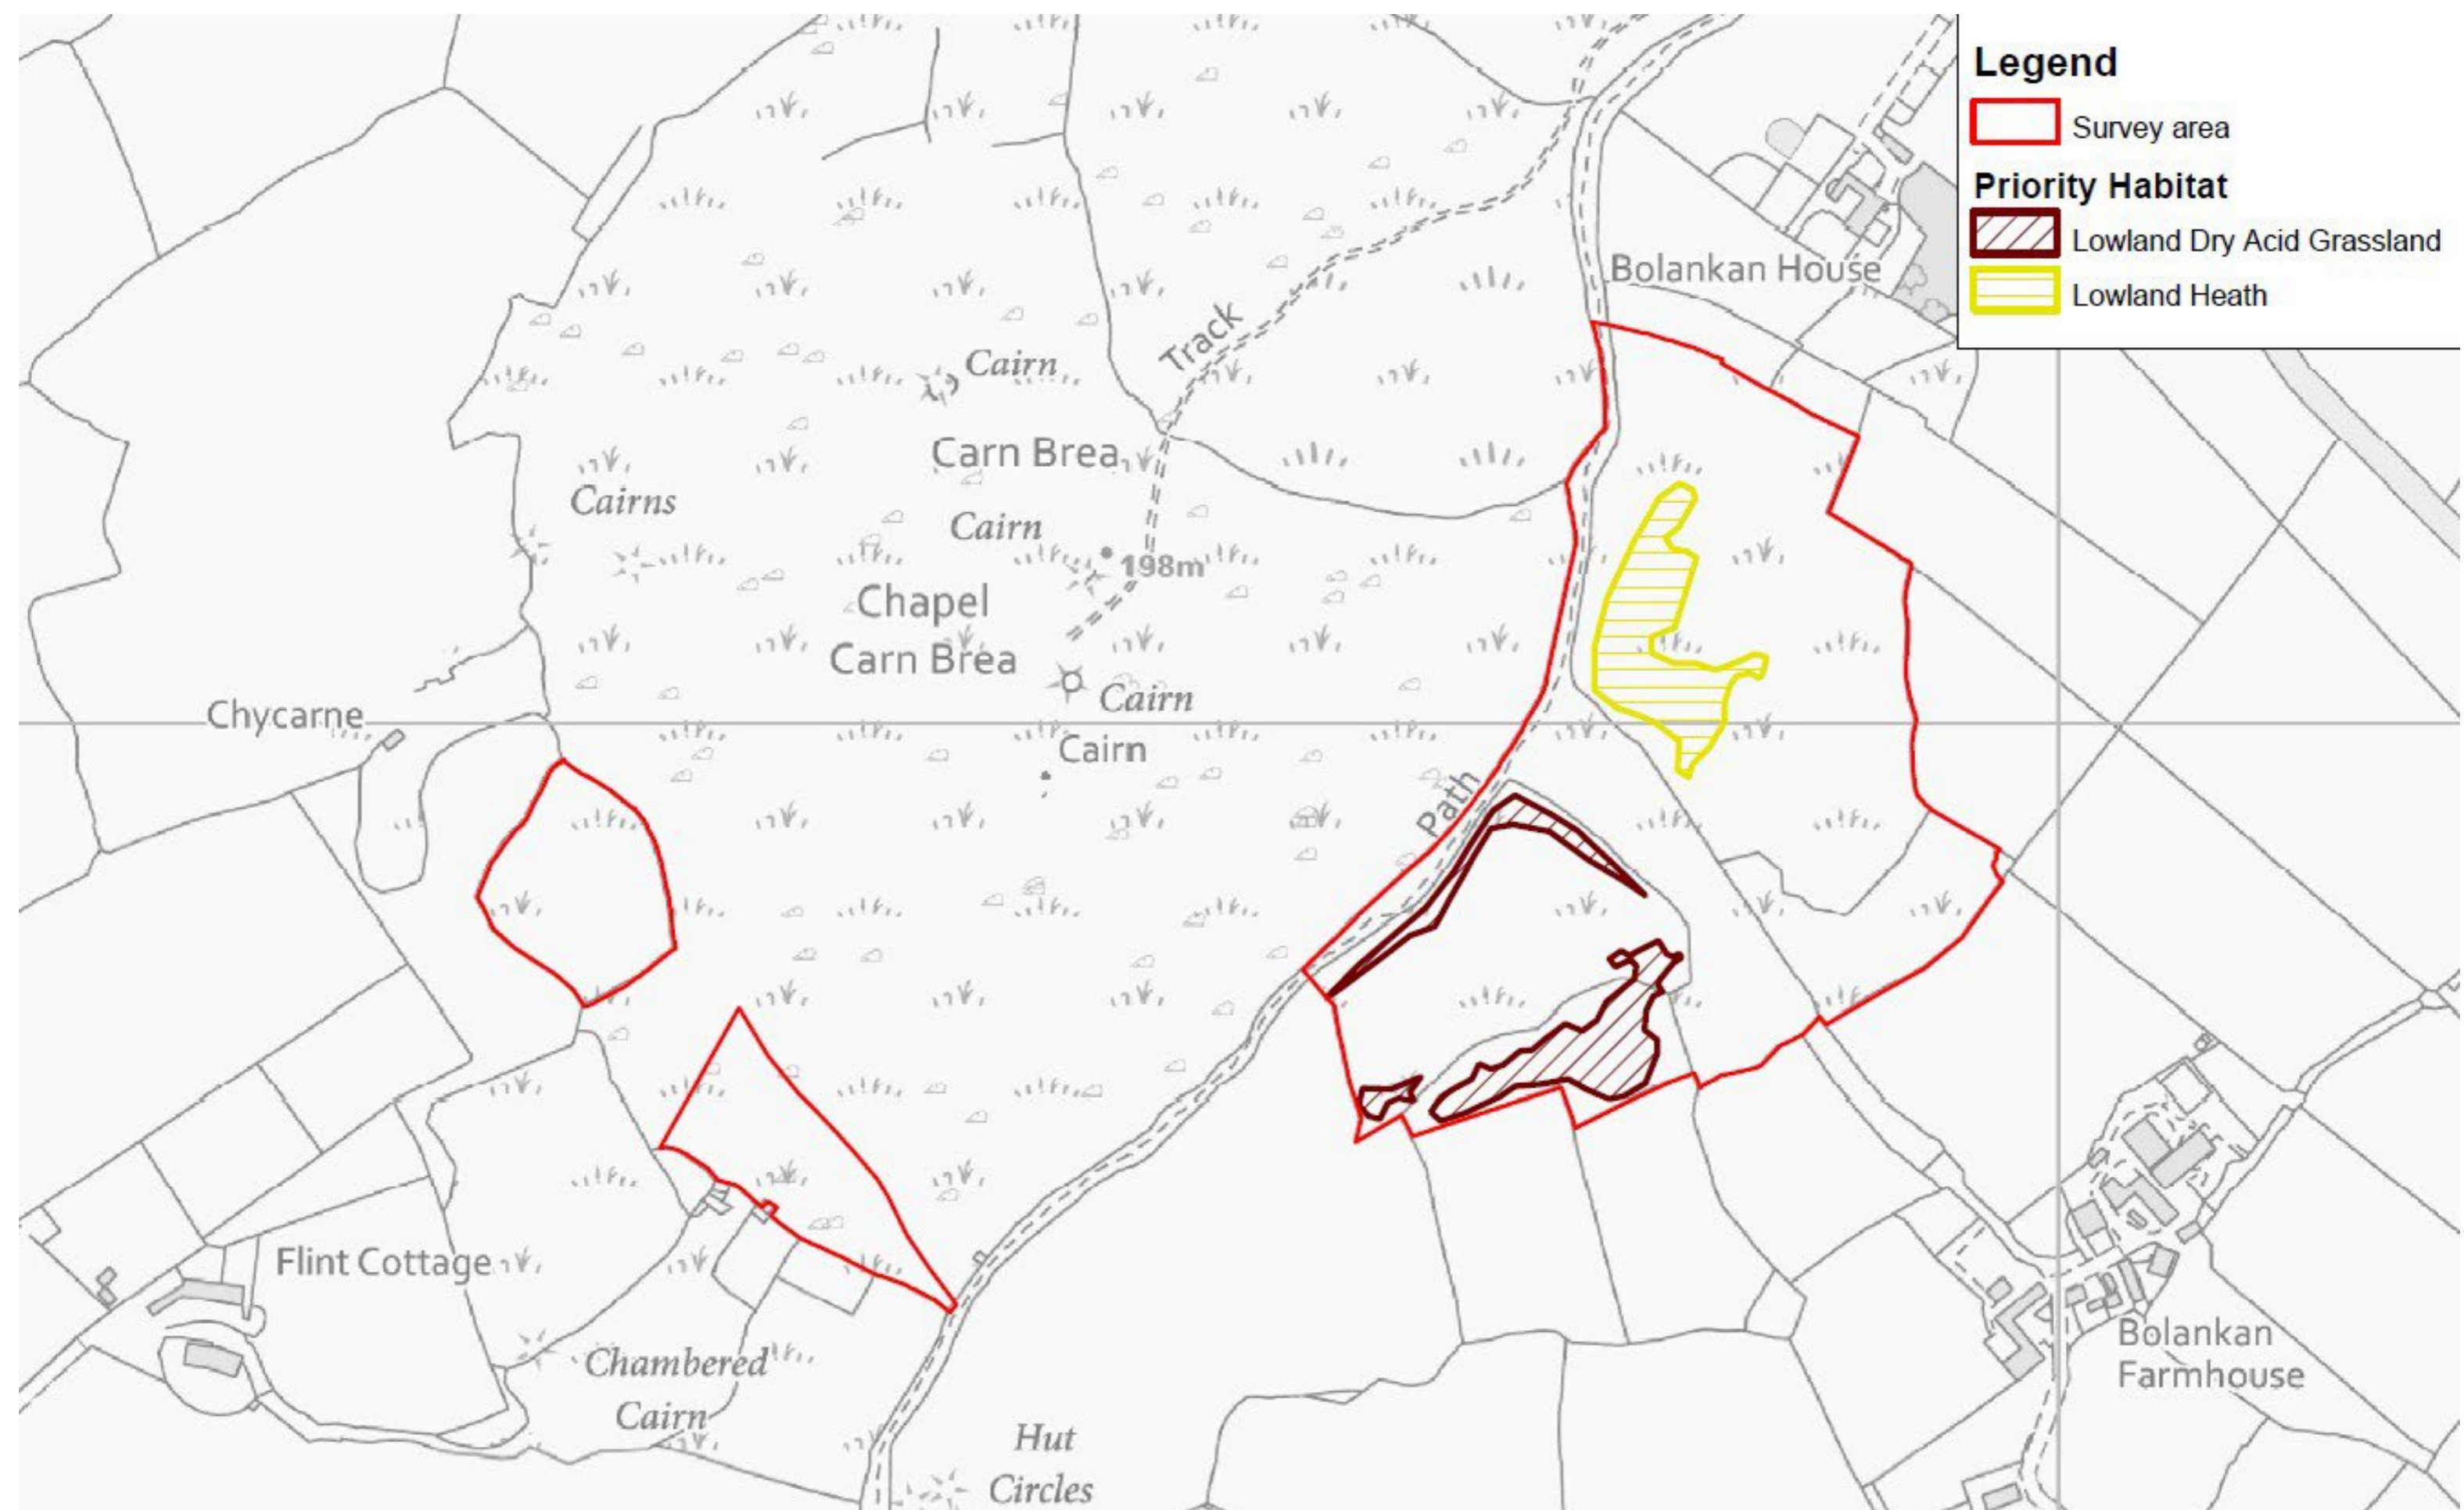 Legend
Survey area
Priority Habitat
Lowland Dry Acid Grassland
Lowland Heath
Bolankan House
Track
Cairn
Carn Brea
Cairns
Cairn
198m
Chapel
Carn Brea
Cairn
Chycarne
Cairn
Path
Flint Cottage
Chambered
Cairn
Hut
Circles
Bolankan
Farmhouse